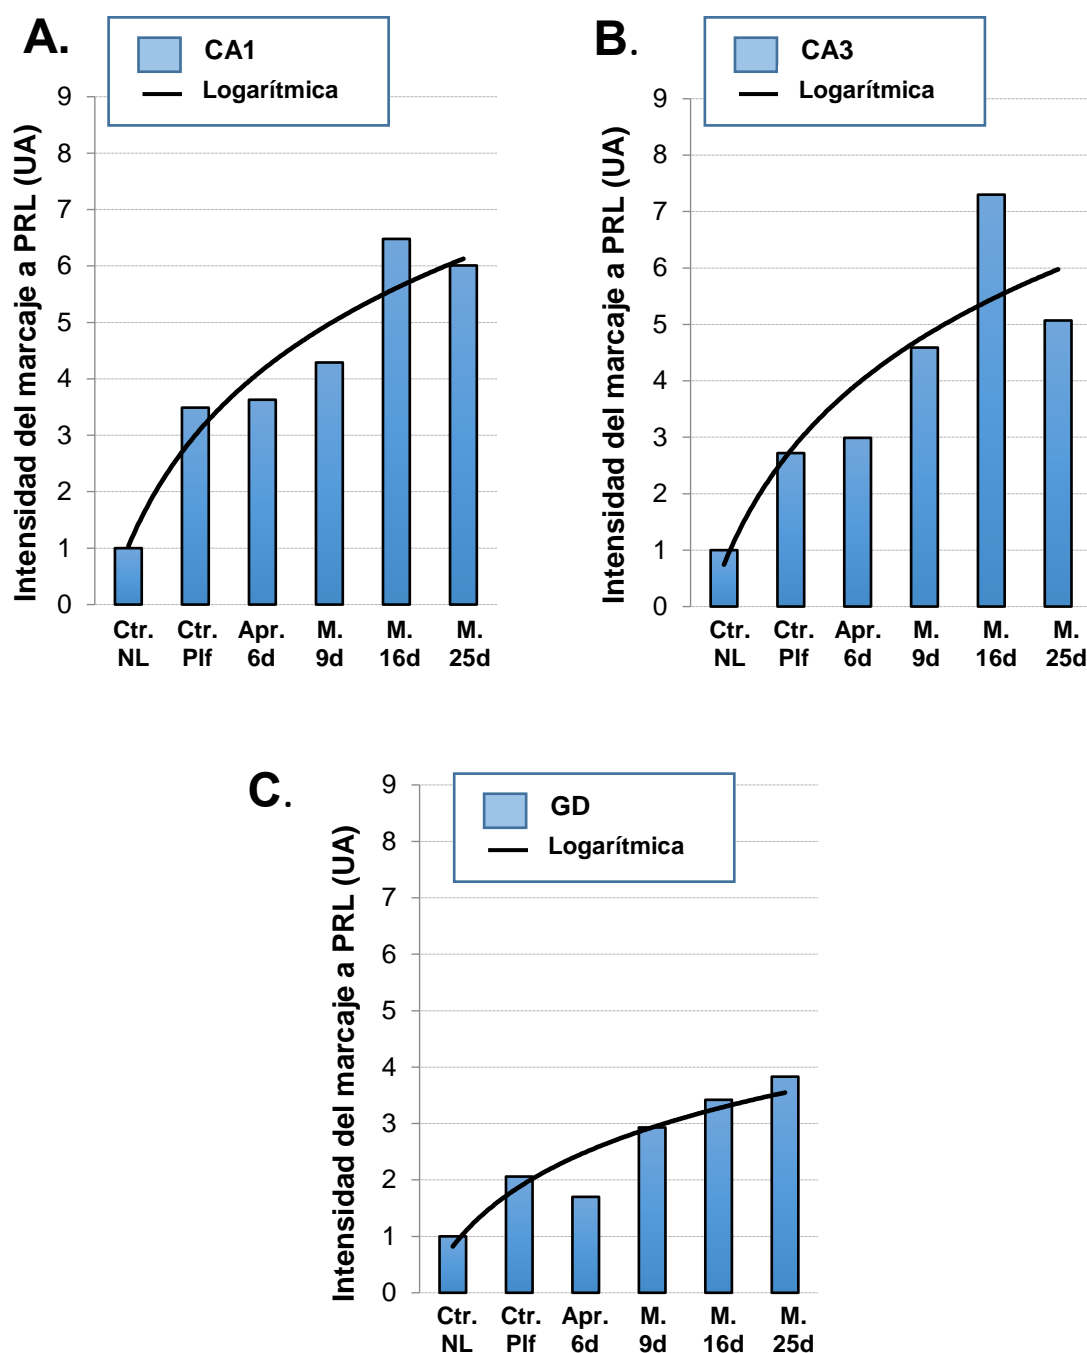 A.
CA1
Logarítmica
Intensidad del marcaje a PRL (UA)
9
8
7
6
5
4
3
2
1
0
Ctr. NL
Ctr. Plf
Apr. 6d
M. 9d
M. 16d
M. 25d
B.
CA3
Logarítmica
Intensidad del marcaje a PRL (UA)
9
8
7
6
5
4
3
2
1
0
Ctr. NL
Ctr. Plf
Apr. 6d
M. 9d
M. 16d
M. 25d
C.
GD
Logarítmica
Intensidad del marcaje a PRL (UA)
9
8
7
6
5
4
3
2
1
0
Ctr. NL
Ctr. Plf
Apr. 6d
M. 9d
M. 16d
M. 25d